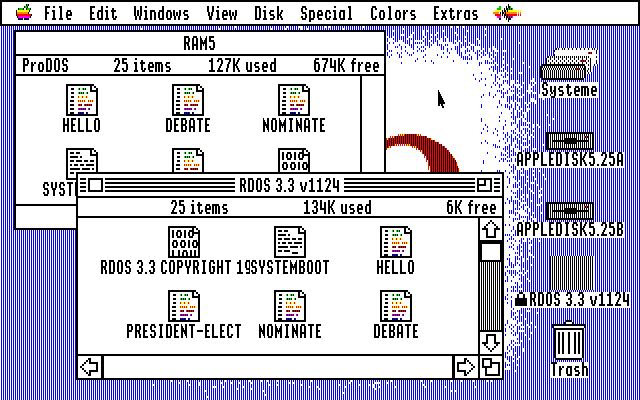 File Edit Windows View Disk Special Colors Extras
RAM5
ProDOS 25 items 127K used 674K free
HELLO DEBATE NOMINATE
SYST
RDOS 3.3 v1124
25 items 134K used 6K free
RDOS 3.3 COPYRIGHT 19SYSTEMBOOT HELLO
PRESIDENT-ELECT NOMINATE DEBATE
Systeme
APPLEDISK5.25A
APPLEDISK5.25B
RDOS 3.3 v1124
Trash